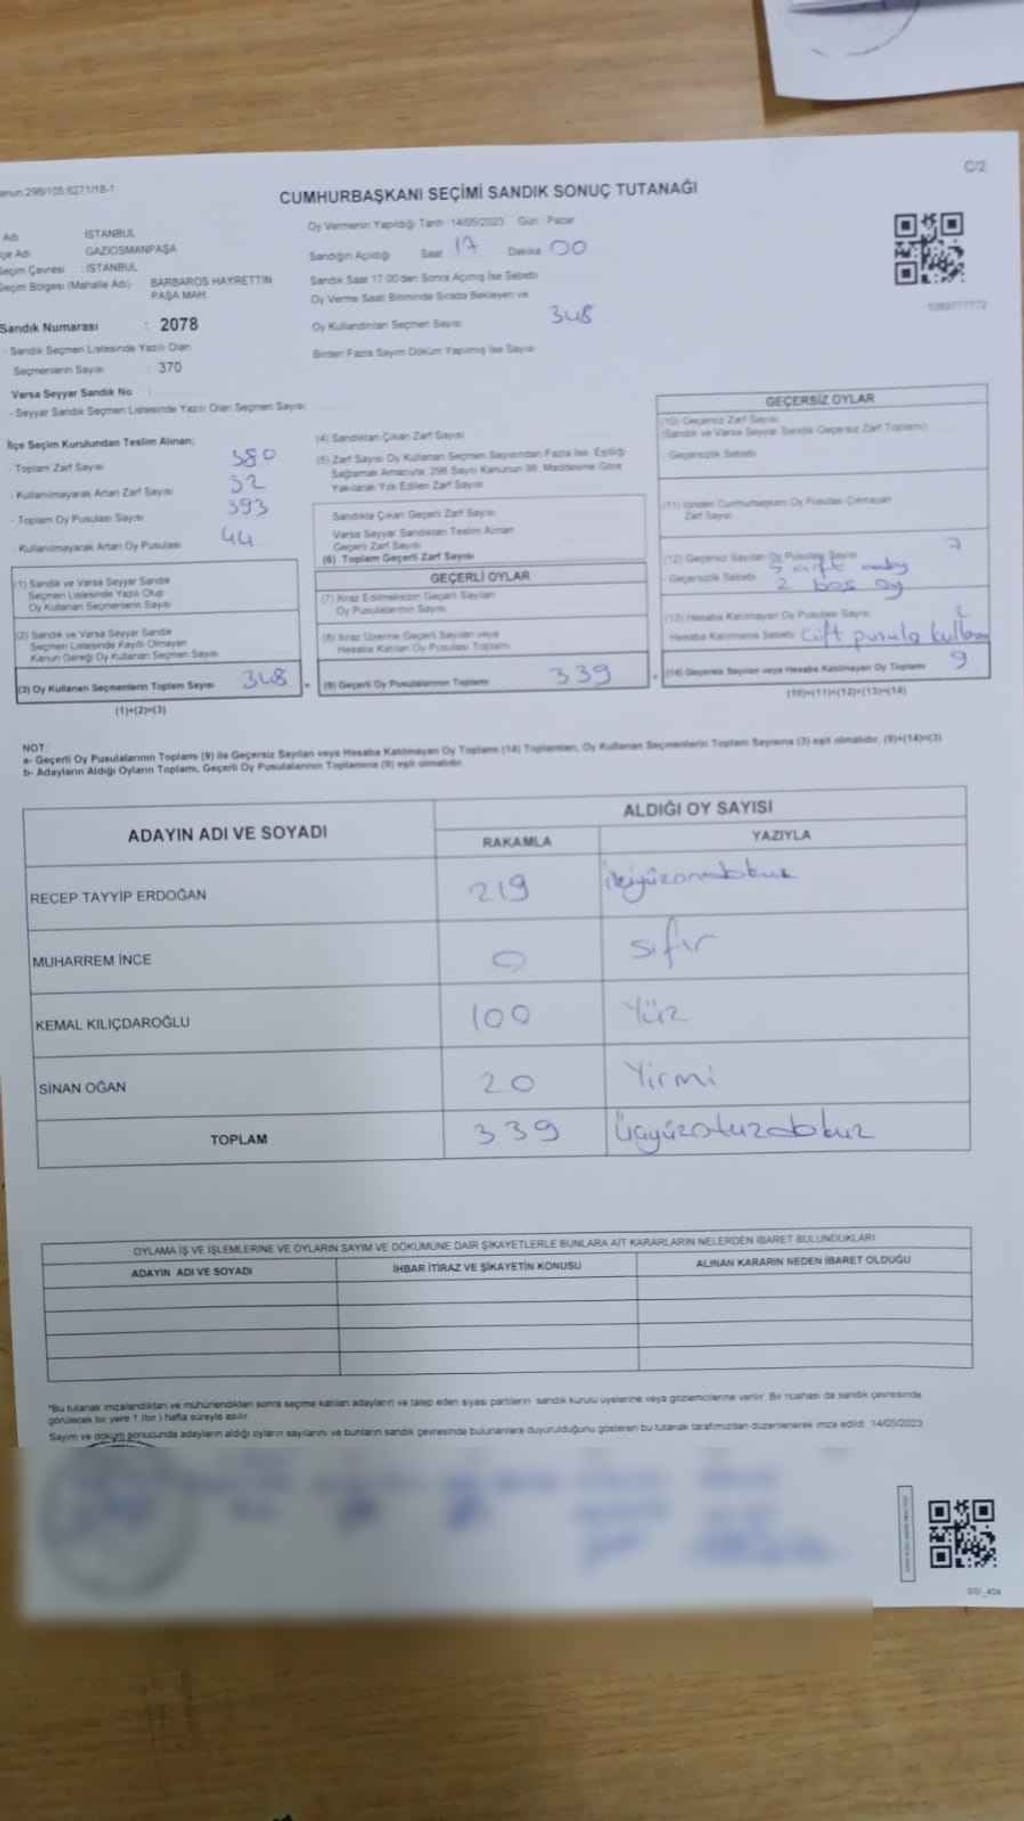 C/2
CUMHURBAŞKANI SEÇİMİ SANDIK SONUÇ TUTANAĞI
Adı İSTANBUL
İlçe Adı GAZİOSMANPAŞA
Seçim Çevresi : İSTANBUL
Seçim Bölgesi (Mahalle Adı) BARBAROS HAYRETTİN
PAŞA MAH.
Sandık Numarası : 2078
- Sandık Seçmen Listesinde Yazılı Olan
Seçmenlerin Sayısı : 370
Varsa Seyyar Sandık No :
- Seyyar Sandık Seçmen Listesinde Yazılı Olan Seçmen Sayısı
Oy Vermenin Yapıldığı Tarih 14/05/2023 Gün Pazar
Sandığın Açılışı Saat 17 Dakika 00
Sandık Saat 17:00'den Sonra Açılmış İse Sebebi
Oy Verme Saati Bitiminde Sırada Bekleyen ve
Oy Kullandırılan Seçmen Sayısı 348
Birden Fazla Sayım Döküm Yapılmış İse Sayısı
İlçe Seçim Kurulundan Teslim Alınan:
- Toplam Zarf Sayısı 380
- Kullanılmayarak Artan Zarf Sayısı 32
- Toplam Oy Pusulası Sayısı 393
- Kullanılmayarak Artan Oy Pusulası 44
(1) Sandık ve Varsa Seyyar Sandık
Seçmen Listesinde Yazılı Olup
Oy Kullanan Seçmenlerin Sayısı
(2) Sandık ve Varsa Seyyar Sandık
Seçmen Listesinde Kayıtlı Olmayan
Kanun Gereği Oy Kullanan Seçmen Sayısı
(3) Oy Kullanan Seçmenlerin Toplam Sayısı 348
(1)+(2)=(3)
(4) Sandıktan Çıkan Zarf Sayısı
(5) Zarf Sayısı Oy Kullanan Seçmen Sayısından Fazla İse, Eşitliği
Sağlamak Amacıyla, 298 Sayılı Kanunun 98. Maddesine Göre
Yakılarak Yok Edilen Zarf Sayısı
Sandıkta Çıkan Geçerli Zarf Sayısı
Varsa Seyyar Sandıktan Teslim Alınan
Geçerli Zarf Sayısı
(6) Toplam Geçerli Zarf Sayısı
GEÇERLİ OYLAR
(7) İtiraz Edilmeksizin Geçerli Sayılan
Oy Pusulalarının Sayısı
(8) İtiraz Üzerine Geçerli Sayılan veya
Hesaba Katılan Oy Pusulası Toplamı
(9) Geçerli Oy Pusulalarının Toplamı 339
GEÇERSİZ OYLAR
(10) Geçersiz Zarf Sayısı
(Sandık ve Varsa Seyyar Sandık Geçersiz Zarf Toplamı)
Geçersizlik Sebebi
Zarf Sayısı
(12) Geçersiz Sayılan Oy Pusulası Sayısı 7
Geçersizlik Sebebi 5 çift
2 boş oy
(13) Hesaba Katılmayan Oy Pusulası Sayısı 2
Hesaba Katılmama Sebebi Çift pusula
(14) Geçersiz Sayılan veya Hesaba Katılmayan Oy Toplamı 9
(10)+(11)+(12)+(13)=(14)
NOT:
a- Geçerli Oy Pusulalarının Toplamı (9) ile Geçersiz Sayılan veya Hesaba Katılmayan Oy Toplamı (14) Toplamları, Oy Kullanan Seçmenlerin Toplam Sayısına (3) eşit olmalıdır. (9)+(14)=(3)
b- Adayların Aldığı Oyların Toplamı, Geçerli Oy Pusulalarının Toplamına (9) eşit olmalıdır.
ADAYIN ADI VE SOYADI
ALDIĞI OY SAYISI
RAKAMLA YAZIYLA
RECEP TAYYİP ERDOĞAN 219 ikiyüzondokuz
MUHARREM İNCE 0 sıfır
KEMAL KILIÇDAROĞLU 100 Yüz
SİNAN OĞAN 20 Yirmi
TOPLAM 339 Üçyüzotuzdokuz
OYLAMA İŞ VE İŞLEMLERİNE VE OYLARIN SAYIM VE DÖKÜMÜNE DAİR ŞİKAYETLERLE BUNLARA AİT KARARLARIN NELERDEN İBARET BULUNDUKLARI
ADAYIN ADI VE SOYADI İHBAR İTİRAZ VE ŞİKAYETİN KONUSU ALINAN KARARIN NEDEN İBARET OLDUĞU
*Bu tutanak imzalandıktan ve mühürlendikten sonra seçime katılan adayların ve talep eden siyasi partilerin sandık kurulu üyelerine veya gözlemcilerine verilir. Bir nüshası da sandık çevresinde
görülecek bir yere 1 (bir) hafta süreyle asılır.
Sayım ve döküm sonucunda adayların aldığı oyların sayılarını ve bunların sandık çevresinde bulunanlara duyurulduğunu gösteren bu tutanak tarafımızdan düzenlenerek imza edildi. 14/05/2023